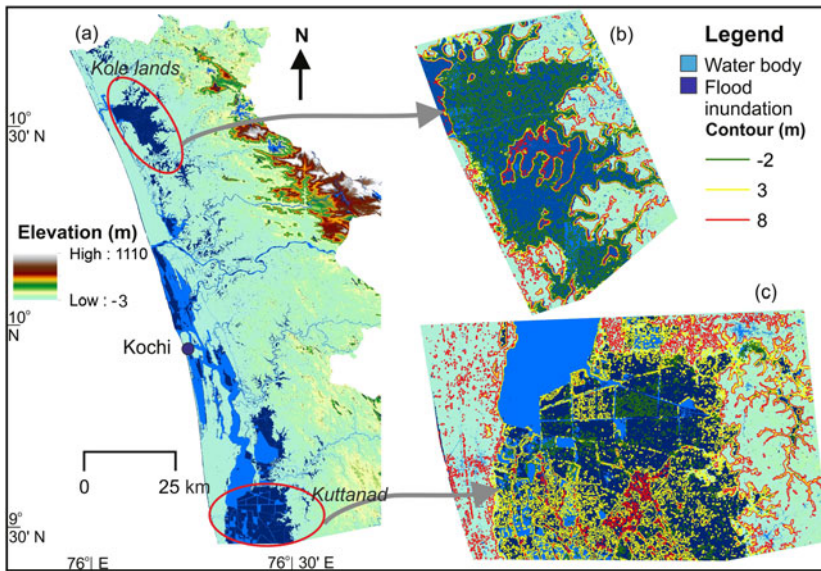 (a)
N
Kole lands
10°
30' N
Elevation (m)
High : 1110
Low : -3
10°
N
Kochi
0 25 km
Kuttanad
9°
30' N
76° E
76° 30' E
(b)
Legend
Water body
Flood
inundation
Contour (m)
-2
3
8
(c)